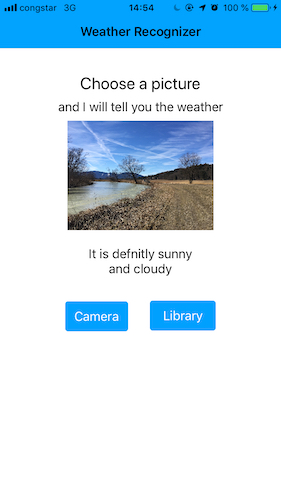 congstar 3G 14:54 100 %
Weather Recognizer
Choose a picture
and I will tell you the weather
It is defnitly sunny
and cloudy
Camera Library